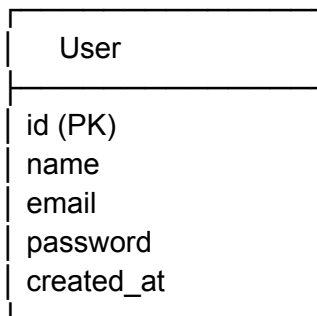 User
id (PK)
name
email
password
created_at